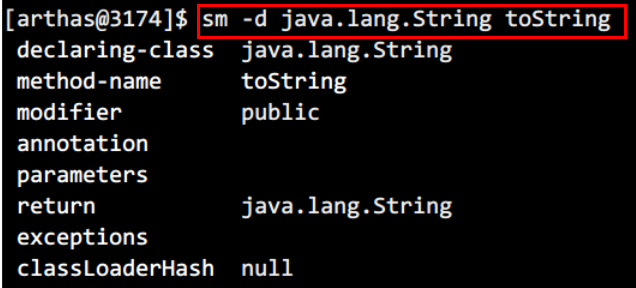 [arthas@3174]$ sm -d java.lang.String toString
declaring-class java.lang.String
method-name toString
modifier public
annotation
parameters
return java.lang.String
exceptions
classLoaderHash null